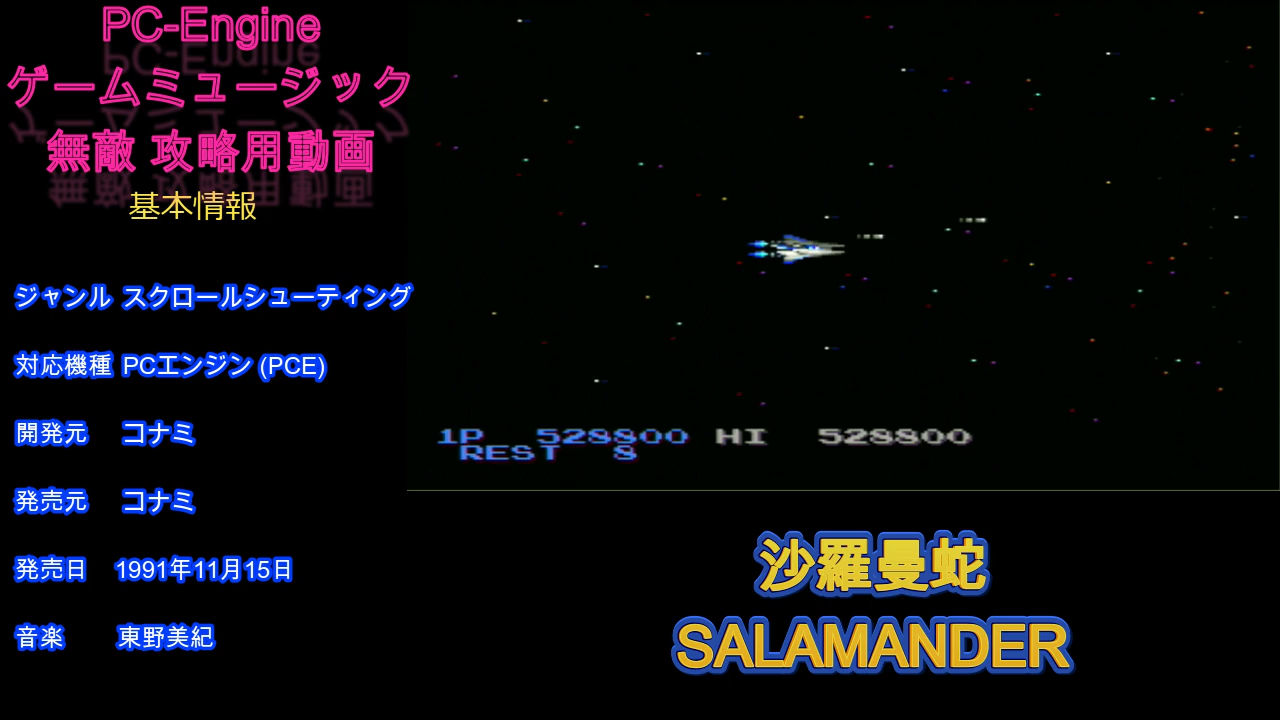 PC-Engine
ゲームミュージック
無敵 攻略用動画
基本情報
ジャンル スクロールシューティング
対応機種 PCエンジン (PCE)
開発元 コナミ
発売元 コナミ
発売日 1991年11月15日
音楽 東野美紀
1P 528800 HI 528800
REST 8
沙羅曼蛇
SALAMANDER